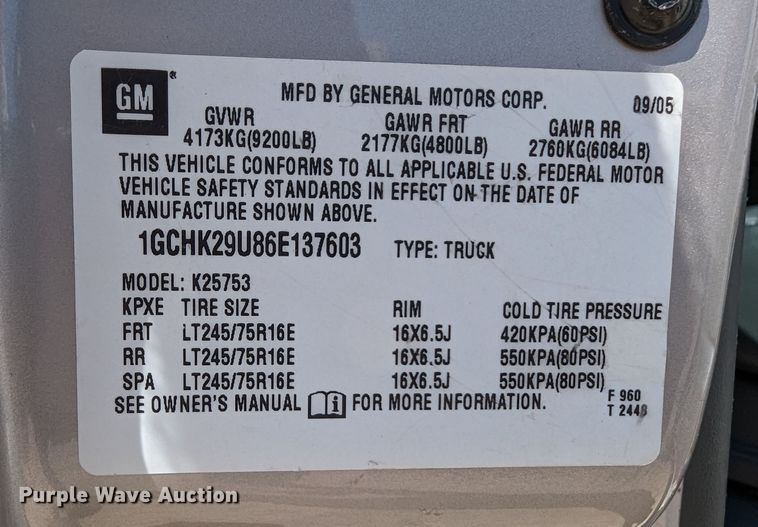 GM
MFD BY GENERAL MOTORS CORP. 09/05
GVWR GAWR FRT GAWR RR
4173KG(9200LB) 2177KG(4800LB) 2760KG(6084LB)
THIS VEHICLE CONFORMS TO ALL APPLICABLE U.S. FEDERAL MOTOR
VEHICLE SAFETY STANDARDS IN EFFECT ON THE DATE OF
MANUFACTURE SHOWN ABOVE.
1GCHK29U86E137603 TYPE: TRUCK
MODEL: K25753
KPXE TIRE SIZE RIM COLD TIRE PRESSURE
FRT LT245/75R16E 16X6.5J 420KPA(60PSI)
RR LT245/75R16E 16X6.5J 550KPA(80PSI)
SPA LT245/75R16E 16X6.5J 550KPA(80PSI)
SEE OWNER'S MANUAL FOR MORE INFORMATION.
F 960
T 2448
Purple Wave Auction